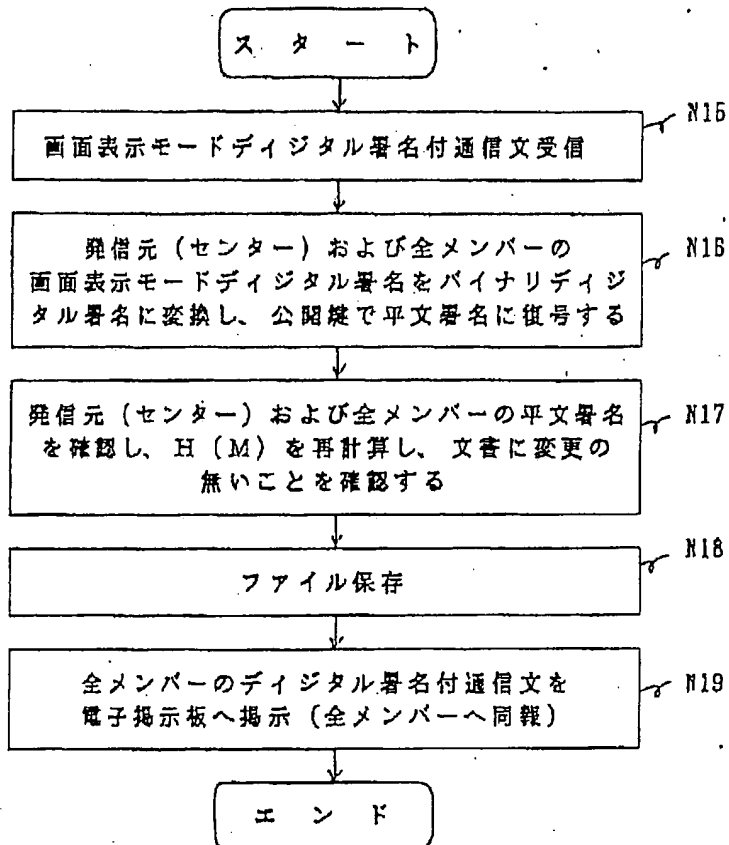 スタート
N15
画面表示モードディジタル署名付通信文受信
N16
発信元（センター）および全メンバーの
画面表示モードディジタル署名をバイナリディジ
タル署名に変換し、公開鍵で平文署名に復号する
N17
発信元（センター）および全メンバーの平文署名
を確認し、H（M）を再計算し、文書に変更の
無いことを確認する
N18
ファイル保存
N19
全メンバーのディジタル署名付通信文を
電子掲示板へ掲示（全メンバーへ同報）
エンド